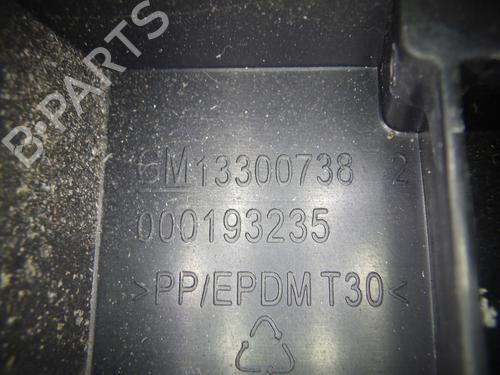 B-PARTS
GM13300738 2
000193235
>PP/EPDM T30<